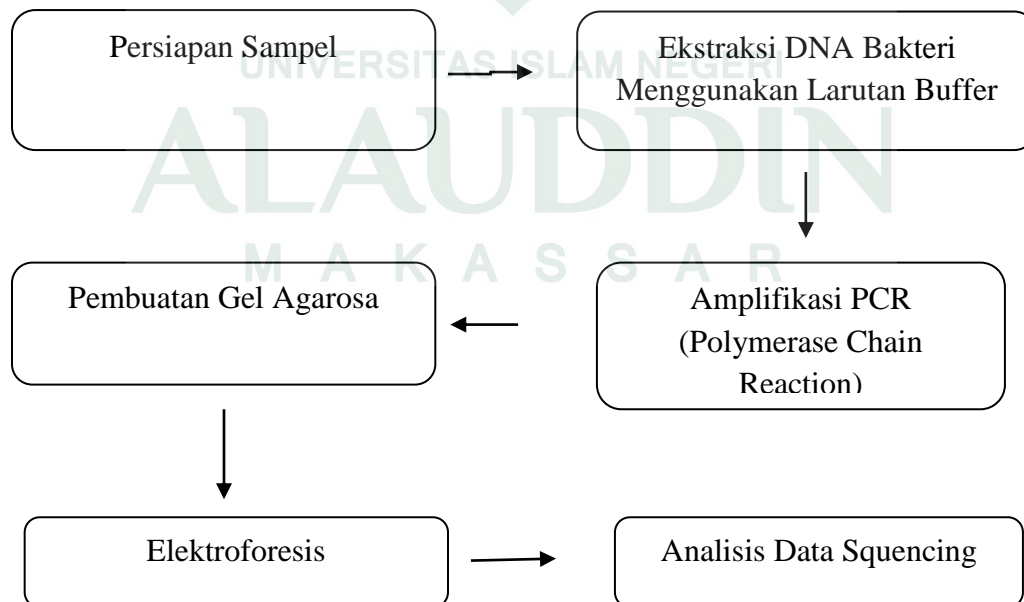 Persiapan Sampel
Ekstraksi DNA Bakteri
Menggunakan Larutan Buffer
UNIVERSITAS ISLAM NEGERI
ALAUDDIN
MAKASSAR
Pembuatan Gel Agarosa
Amplifikasi PCR
(Polymerase Chain
Reaction)
Elektroforesis
Analisis Data Squencing